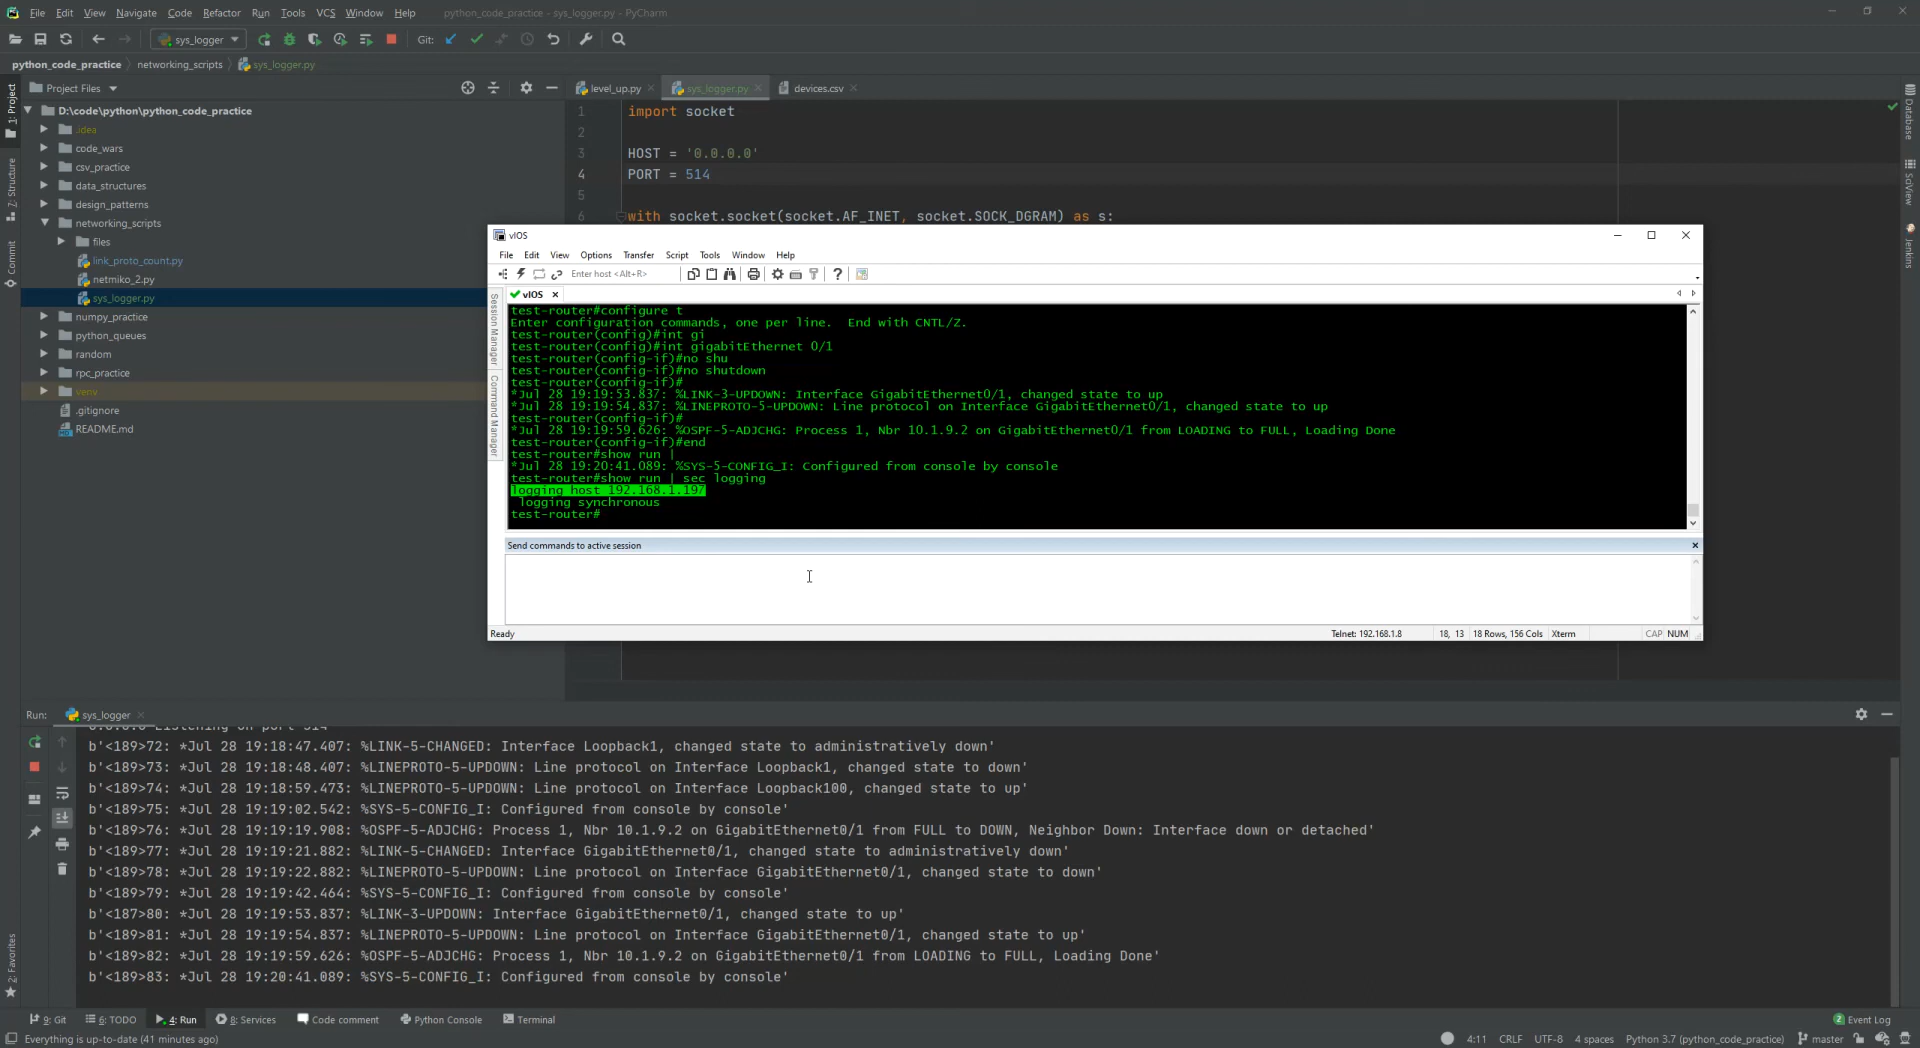 File Edit View Navigate Code Refactor Run Tools VCS Window Help python_code_practice - sys_logger.py - PyCharm
sys_logger Git:
python_code_practice networking_scripts sys_logger.py
Project Files
level_up.py sys_logger.py devices.csv
1: Project
Z: Structure
Commit
2: Favorites
Database
SciView
Jenkins
D:\code\python\python_code_practice
.idea
code_wars
csv_practice
data_structures
design_patterns
networking_scripts
files
link_proto_count.py
netmiko_2.py
sys_logger.py
numpy_practice
python_queues
random
rpc_practice
venv
.gitignore
README.md
1 import socket
2
3 HOST = '0.0.0.0'
4 PORT = 514
5
6 with socket.socket(socket.AF_INET, socket.SOCK_DGRAM) as s:
vIOS
File Edit View Options Transfer Script Tools Window Help
Enter host <Alt+R>
vIOS
Session Manager
Command Manager
test-router#configure t
Enter configuration commands, one per line. End with CNTL/Z.
test-router(config)#int gi
test-router(config)#int gigabitEthernet 0/1
test-router(config-if)#no shu
test-router(config-if)#no shutdown
test-router(config-if)#
*Jul 28 19:19:53.837: %LINK-3-UPDOWN: Interface GigabitEthernet0/1, changed state to up
*Jul 28 19:19:54.837: %LINEPROTO-5-UPDOWN: Line protocol on Interface GigabitEthernet0/1, changed state to up
test-router(config-if)#
*Jul 28 19:19:59.626: %OSPF-5-ADJCHG: Process 1, Nbr 10.1.9.2 on GigabitEthernet0/1 from LOADING to FULL, Loading Done
test-router(config-if)#end
test-router#show run |
*Jul 28 19:20:41.089: %SYS-5-CONFIG_I: Configured from console by console
test-router#show run | sec logging
logging host 192.168.1.197
logging synchronous
test-router#
Send commands to active session
Ready Telnet: 192.168.1.8 18, 13 18 Rows, 156 Cols Xterm CAP NUM
Run: sys_logger
0.0.0.0 Listening on port 514
b'<189>72: *Jul 28 19:18:47.407: %LINK-5-CHANGED: Interface Loopback1, changed state to administratively down'
b'<189>73: *Jul 28 19:18:48.407: %LINEPROTO-5-UPDOWN: Line protocol on Interface Loopback1, changed state to down'
b'<189>74: *Jul 28 19:18:59.473: %LINEPROTO-5-UPDOWN: Line protocol on Interface Loopback100, changed state to up'
b'<189>75: *Jul 28 19:19:02.542: %SYS-5-CONFIG_I: Configured from console by console'
b'<189>76: *Jul 28 19:19:19.908: %OSPF-5-ADJCHG: Process 1, Nbr 10.1.9.2 on GigabitEthernet0/1 from FULL to DOWN, Neighbor Down: Interface down or detached'
b'<189>77: *Jul 28 19:19:21.882: %LINK-5-CHANGED: Interface GigabitEthernet0/1, changed state to administratively down'
b'<189>78: *Jul 28 19:19:22.882: %LINEPROTO-5-UPDOWN: Line protocol on Interface GigabitEthernet0/1, changed state to down'
b'<189>79: *Jul 28 19:19:42.464: %SYS-5-CONFIG_I: Configured from console by console'
b'<187>80: *Jul 28 19:19:53.837: %LINK-3-UPDOWN: Interface GigabitEthernet0/1, changed state to up'
b'<189>81: *Jul 28 19:19:54.837: %LINEPROTO-5-UPDOWN: Line protocol on Interface GigabitEthernet0/1, changed state to up'
b'<189>82: *Jul 28 19:19:59.626: %OSPF-5-ADJCHG: Process 1, Nbr 10.1.9.2 on GigabitEthernet0/1 from LOADING to FULL, Loading Done'
b'<189>83: *Jul 28 19:20:41.089: %SYS-5-CONFIG_I: Configured from console by console'
9: Git 6: TODO 4: Run 8: Services Code comment Python Console Terminal 2 Event Log
Everything is up-to-date (41 minutes ago) 4:11 CRLF UTF-8 4 spaces Python 3.7 (python_code_practice) master